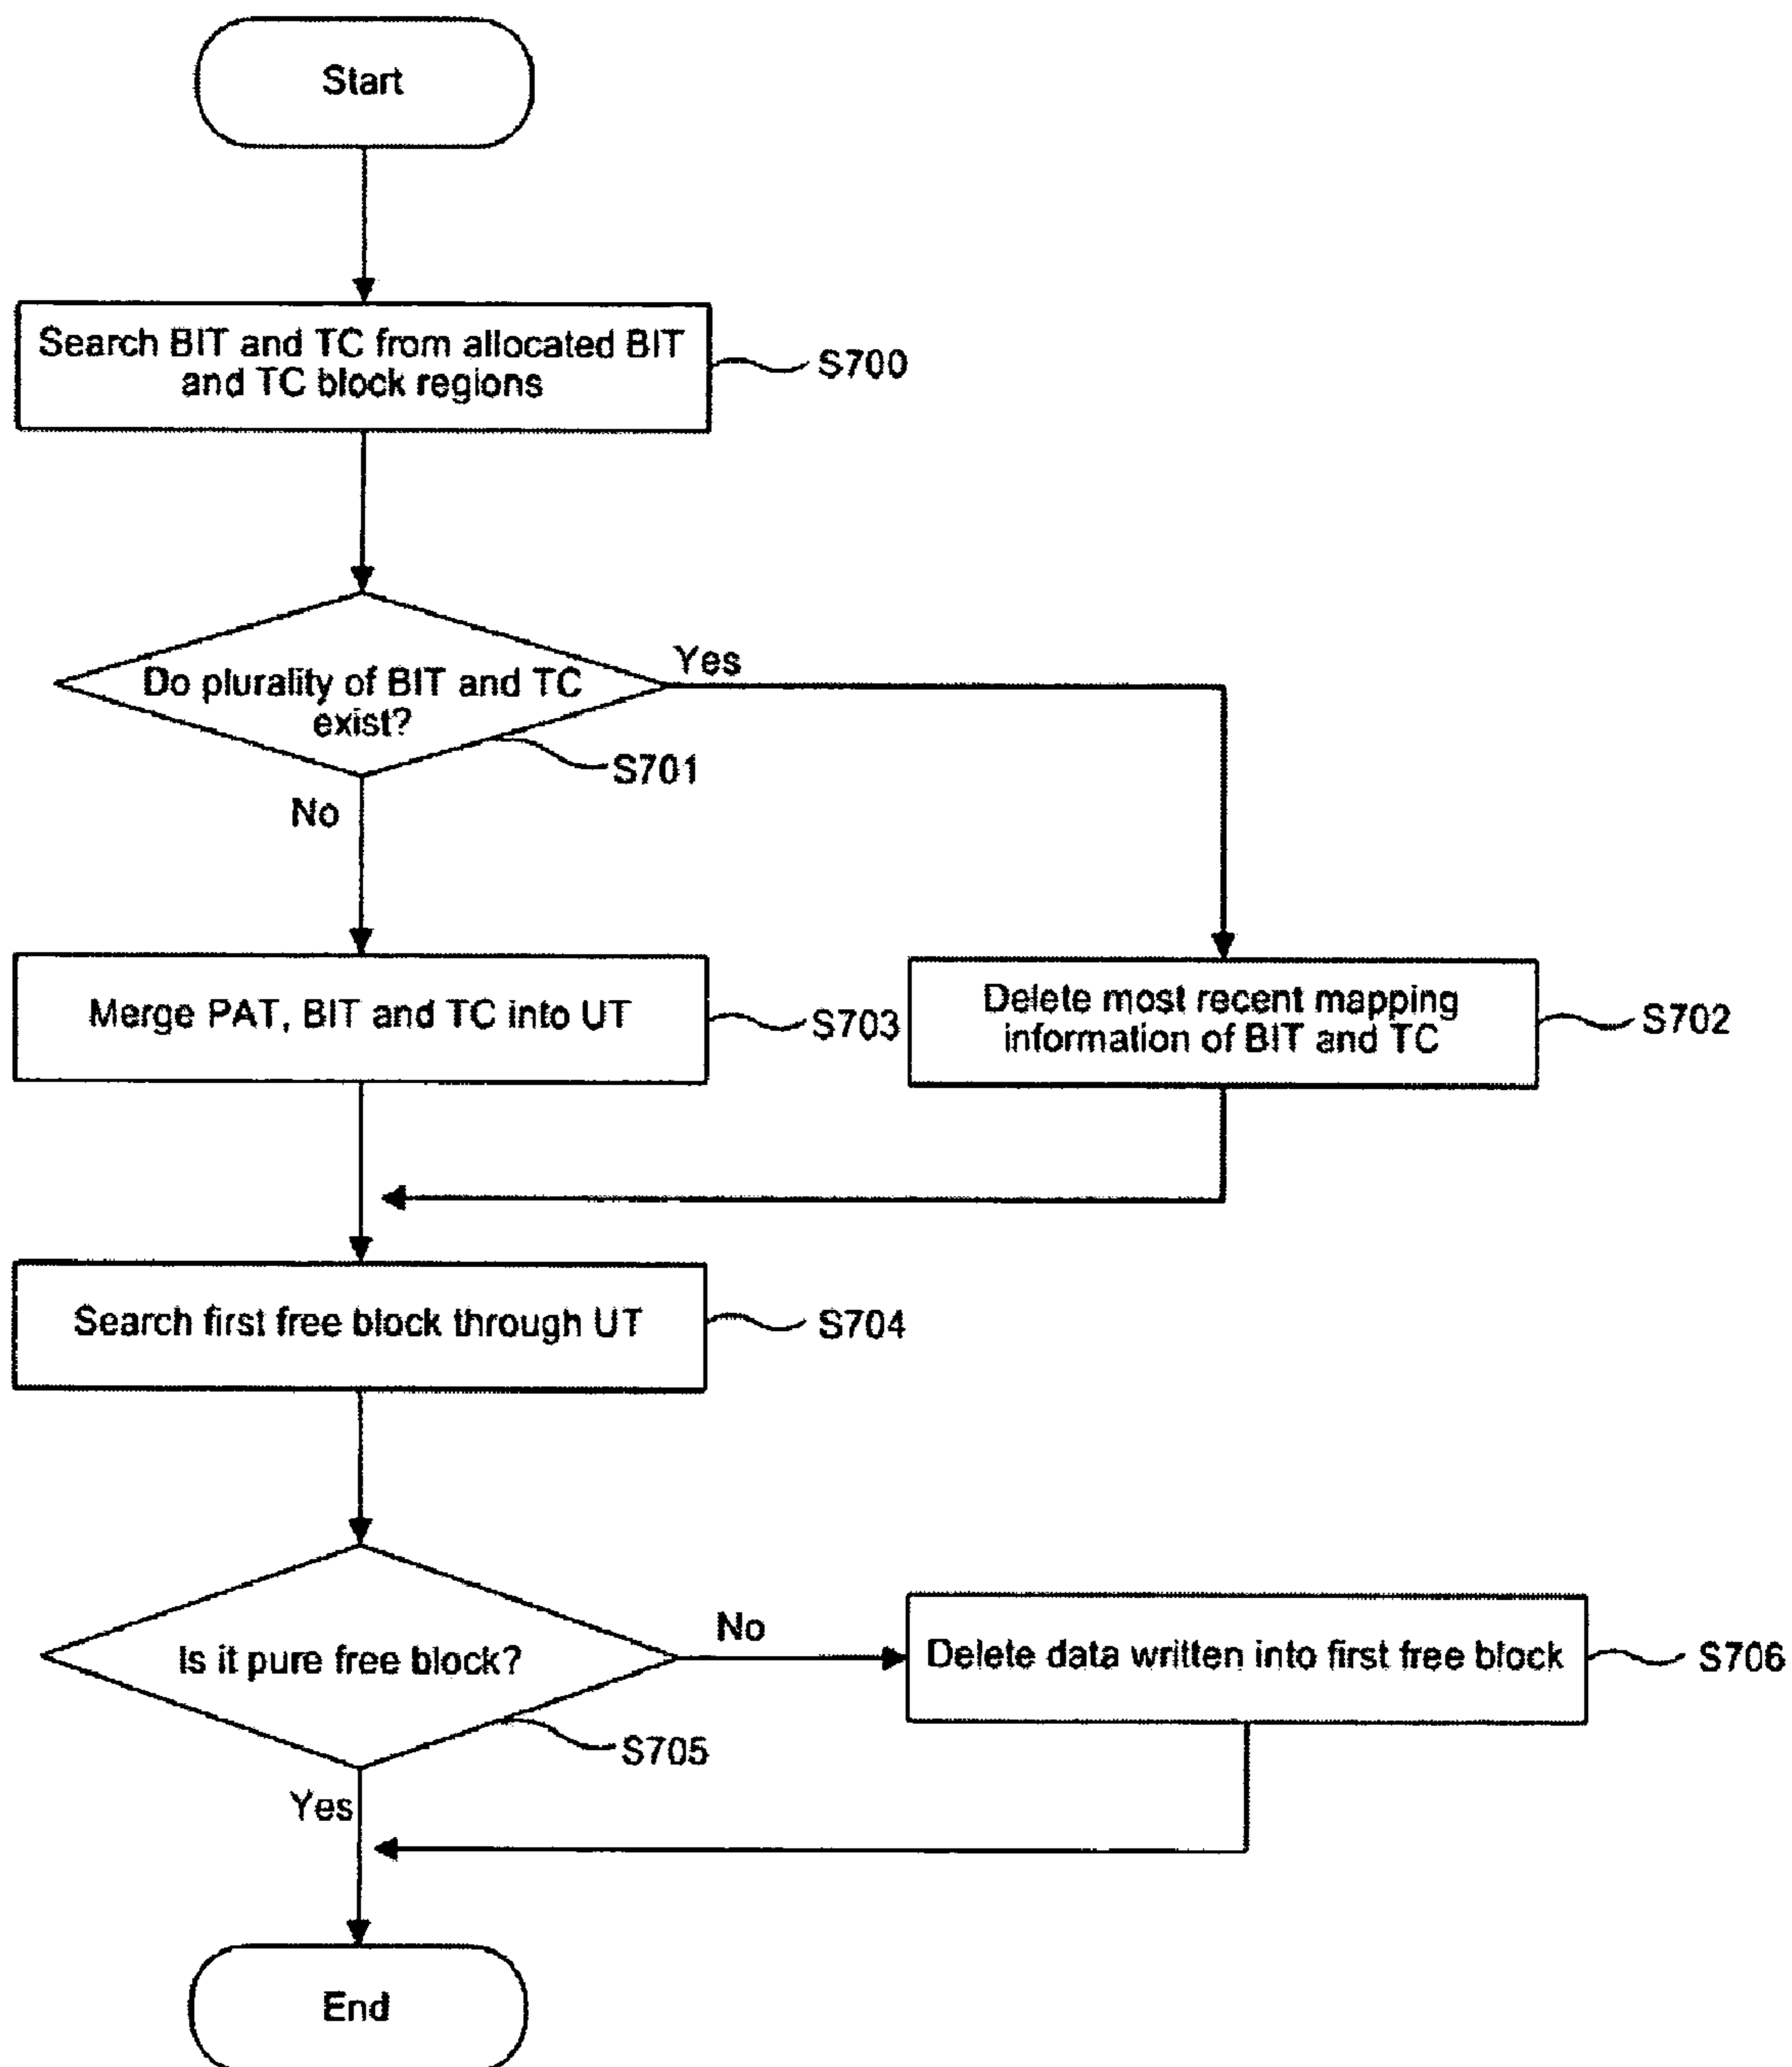 Start
Search BIT and TC from allocated BIT
and TC block regions
S700
Do plurality of BIT and TC
exist?
Yes
S701
No
Merge PAT, BIT and TC into UT
S703
Delete most recent mapping
information of BIT and TC
S702
Search first free block through UT
S704
Is it pure free block?
No
Delete data written into first free block
S706
S705
Yes
End